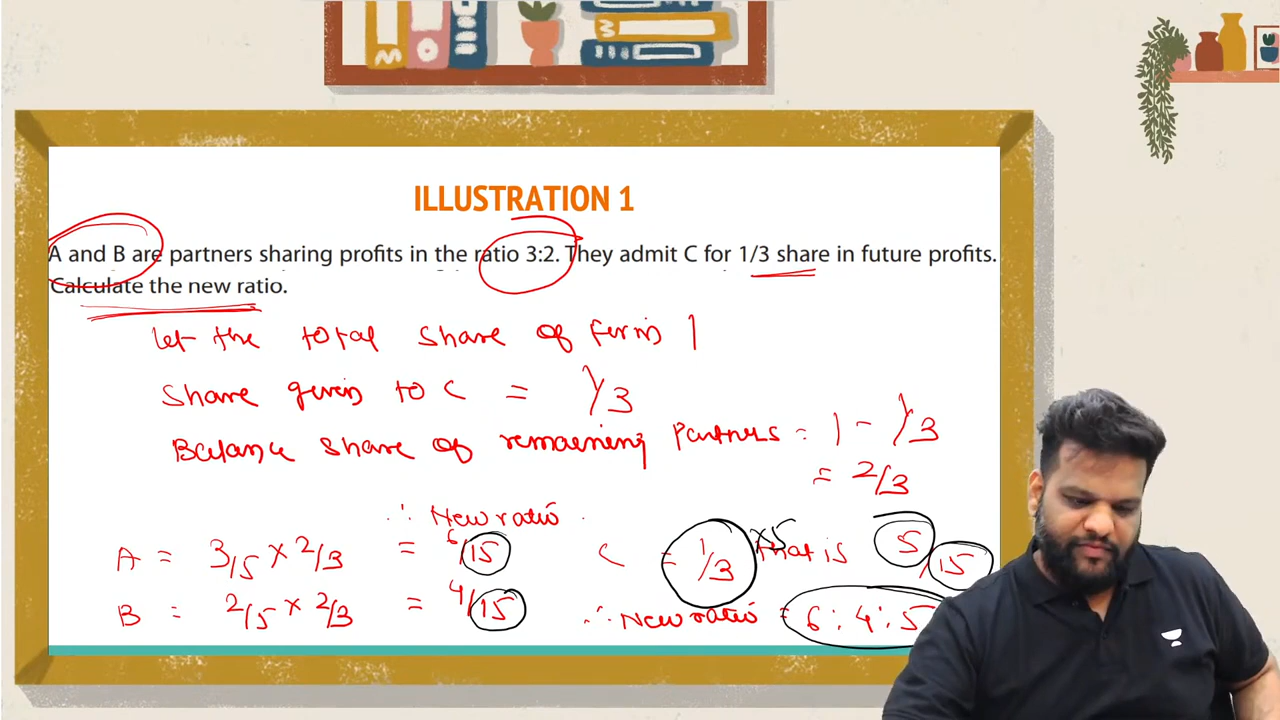 ILLUSTRATION 1
A and B are partners sharing profits in the ratio 3:2. They admit C for 1/3 share in future profits.
Calculate the new ratio.
let the total share of firm is 1
Share given to C = 1/3
Balance share of remaining Partners = 1 - 1/3
= 2/3
∴ New ratio
A = 3/5 × 2/3 = 6/15
C = 1/3 ×5 that is 5/15
B = 2/5 × 2/3 = 4/15
∴ New ratio = 6:4:5